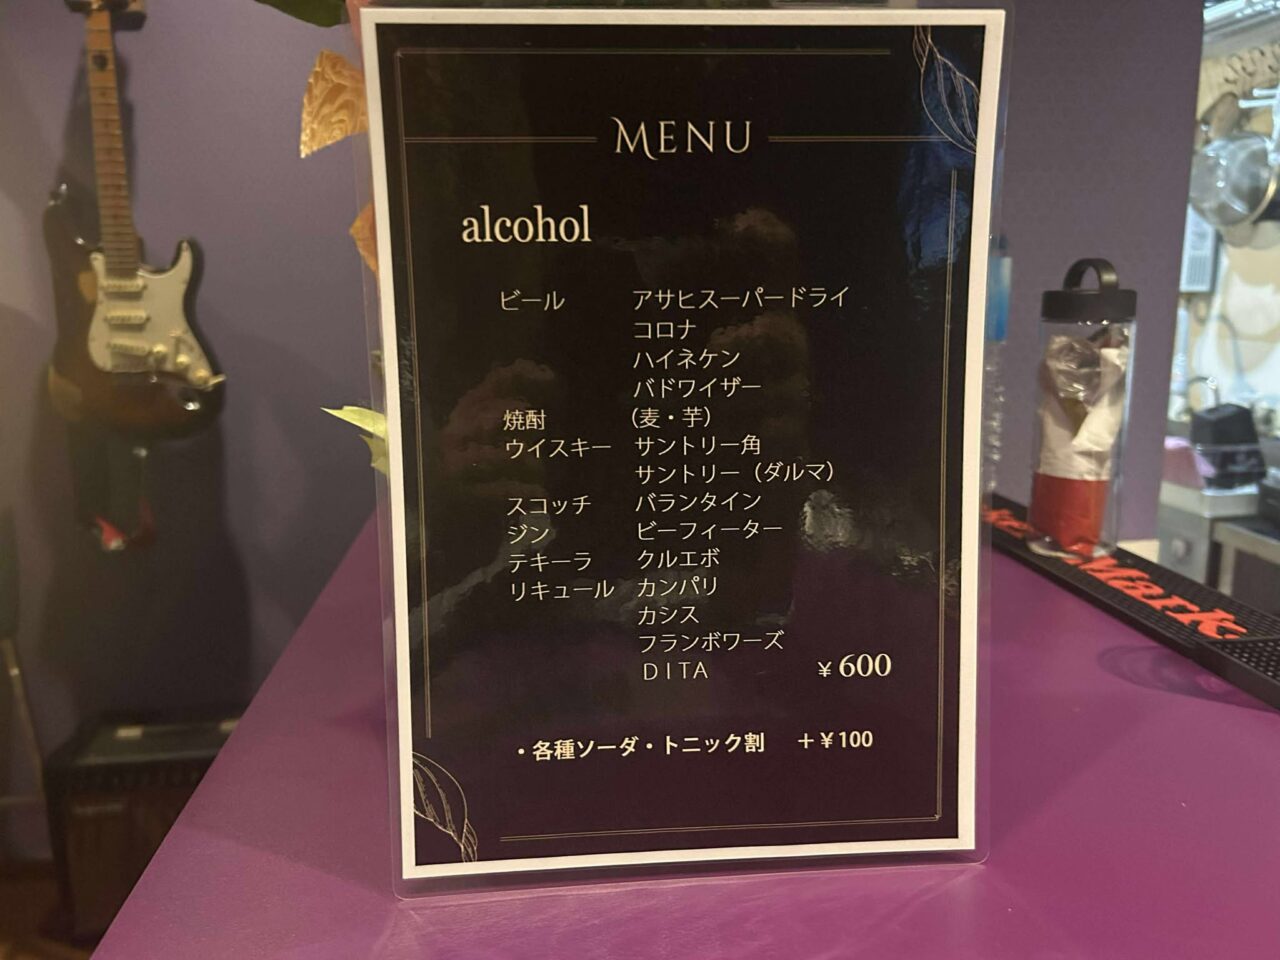 MENU
alcohol
ビール アサヒスーパードライ
コロナ
ハイネケン
バドワイザー
焼酎 （麦・芋）
ウイスキー サントリー角
サントリー（ダルマ）
スコッチ バランタイン
ジン ビーフィーター
テキーラ クルエボ
リキュール カンパリ
カシス
フランボワーズ
DITA ￥600
・各種ソーダ・トニック割 ＋￥100
Mark